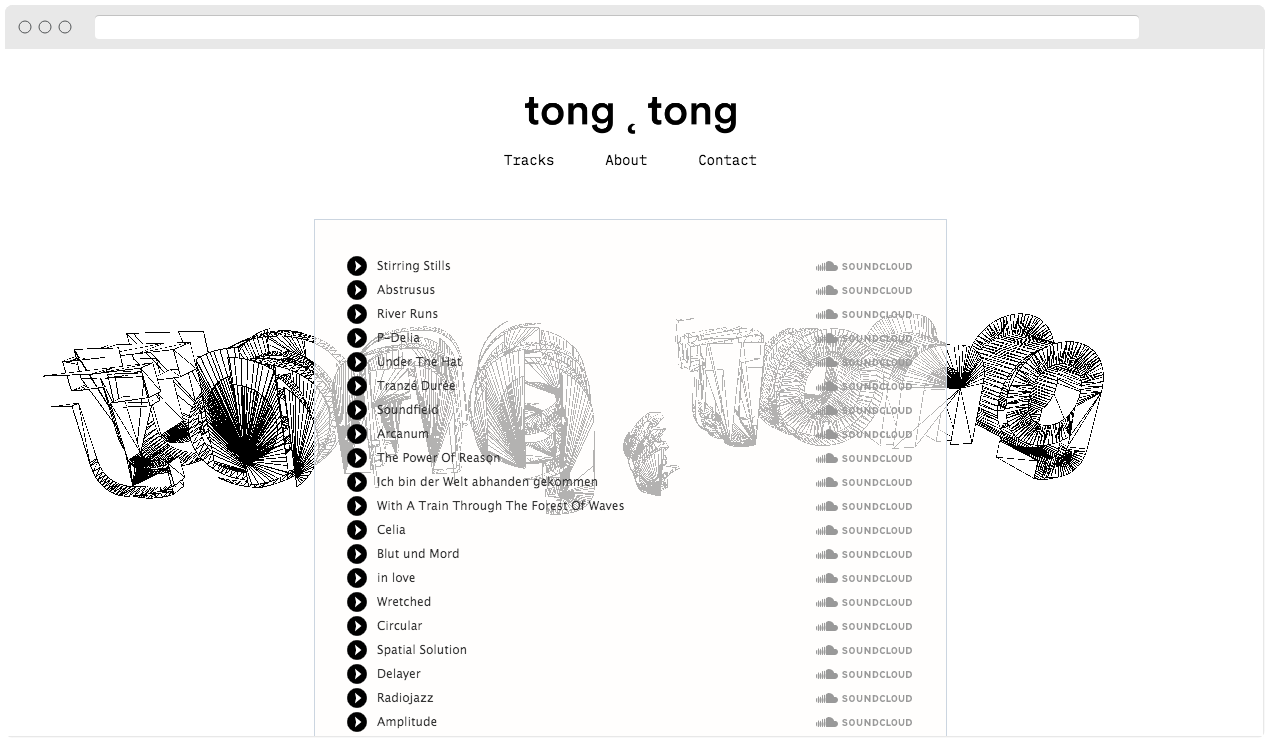 tong ˛ tong
Tracks About Contact
Stirring Stills SOUNDCLOUD
Abstrusus SOUNDCLOUD
River Runs SOUNDCLOUD
P-Delia SOUNDCLOUD
Under The Hat SOUNDCLOUD
Tranzé Durée SOUNDCLOUD
Soundfield SOUNDCLOUD
Arcanum SOUNDCLOUD
The Power Of Reason SOUNDCLOUD
Ich bin der Welt abhanden gekommen SOUNDCLOUD
With A Train Through The Forest Of Waves SOUNDCLOUD
Celia SOUNDCLOUD
Blut und Mord SOUNDCLOUD
in love SOUNDCLOUD
Wretched SOUNDCLOUD
Circular SOUNDCLOUD
Spatial Solution SOUNDCLOUD
Delayer SOUNDCLOUD
Radiojazz SOUNDCLOUD
Amplitude SOUNDCLOUD
tong ˛ tong